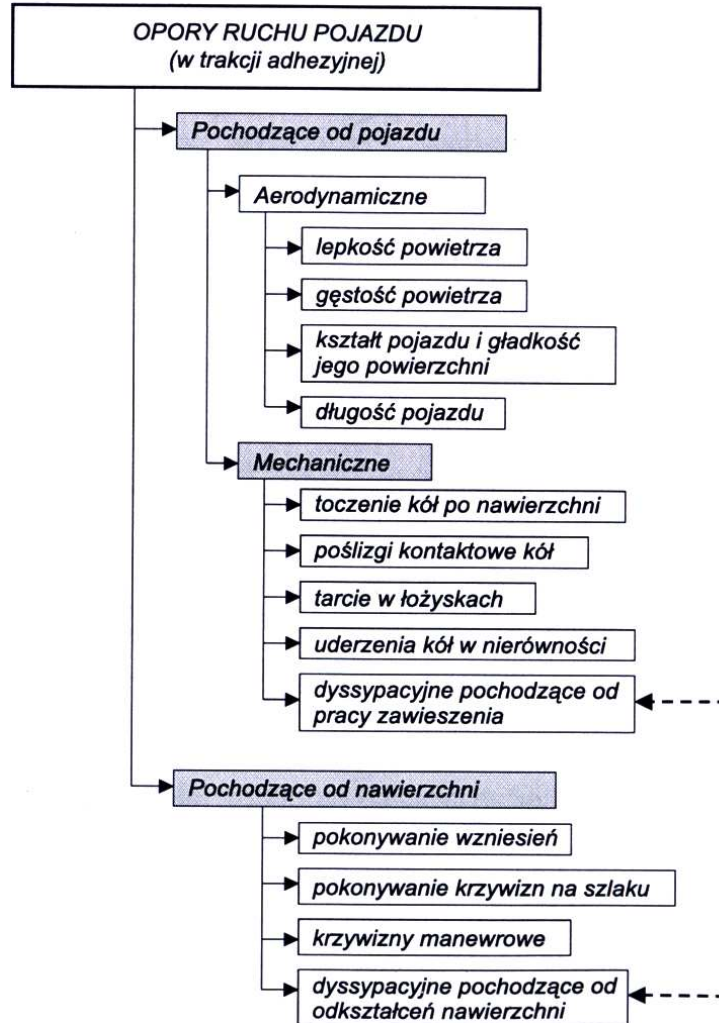 OPORY RUCHU POJAZDU
(w trakcji adhezyjnej)
Pochodzące od pojazdu
Aerodynamiczne
lepkość powietrza
gęstość powietrza
kształt pojazdu i gładkość
jego powierzchni
długość pojazdu
Mechaniczne
toczenie kół po nawierzchni
poślizgi kontaktowe kół
tarcie w łożyskach
uderzenia kół w nierówności
dyssypacyjne pochodzące od
pracy zawieszenia
Pochodzące od nawierzchni
pokonywanie wzniesień
pokonywanie krzywizn na szlaku
krzywizny manewrowe
dyssypacyjne pochodzące od
odkształceń nawierzchni